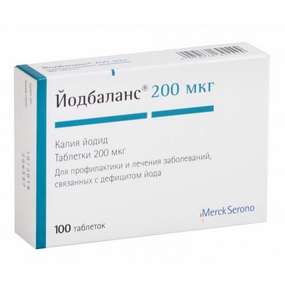 Йодбаланс® 200 мкг
Калия йодид
Таблетки 200 мкг
Для профилактики и лечения заболеваний,
связанных с дефицитом йода
100 таблеток
Merck Serono